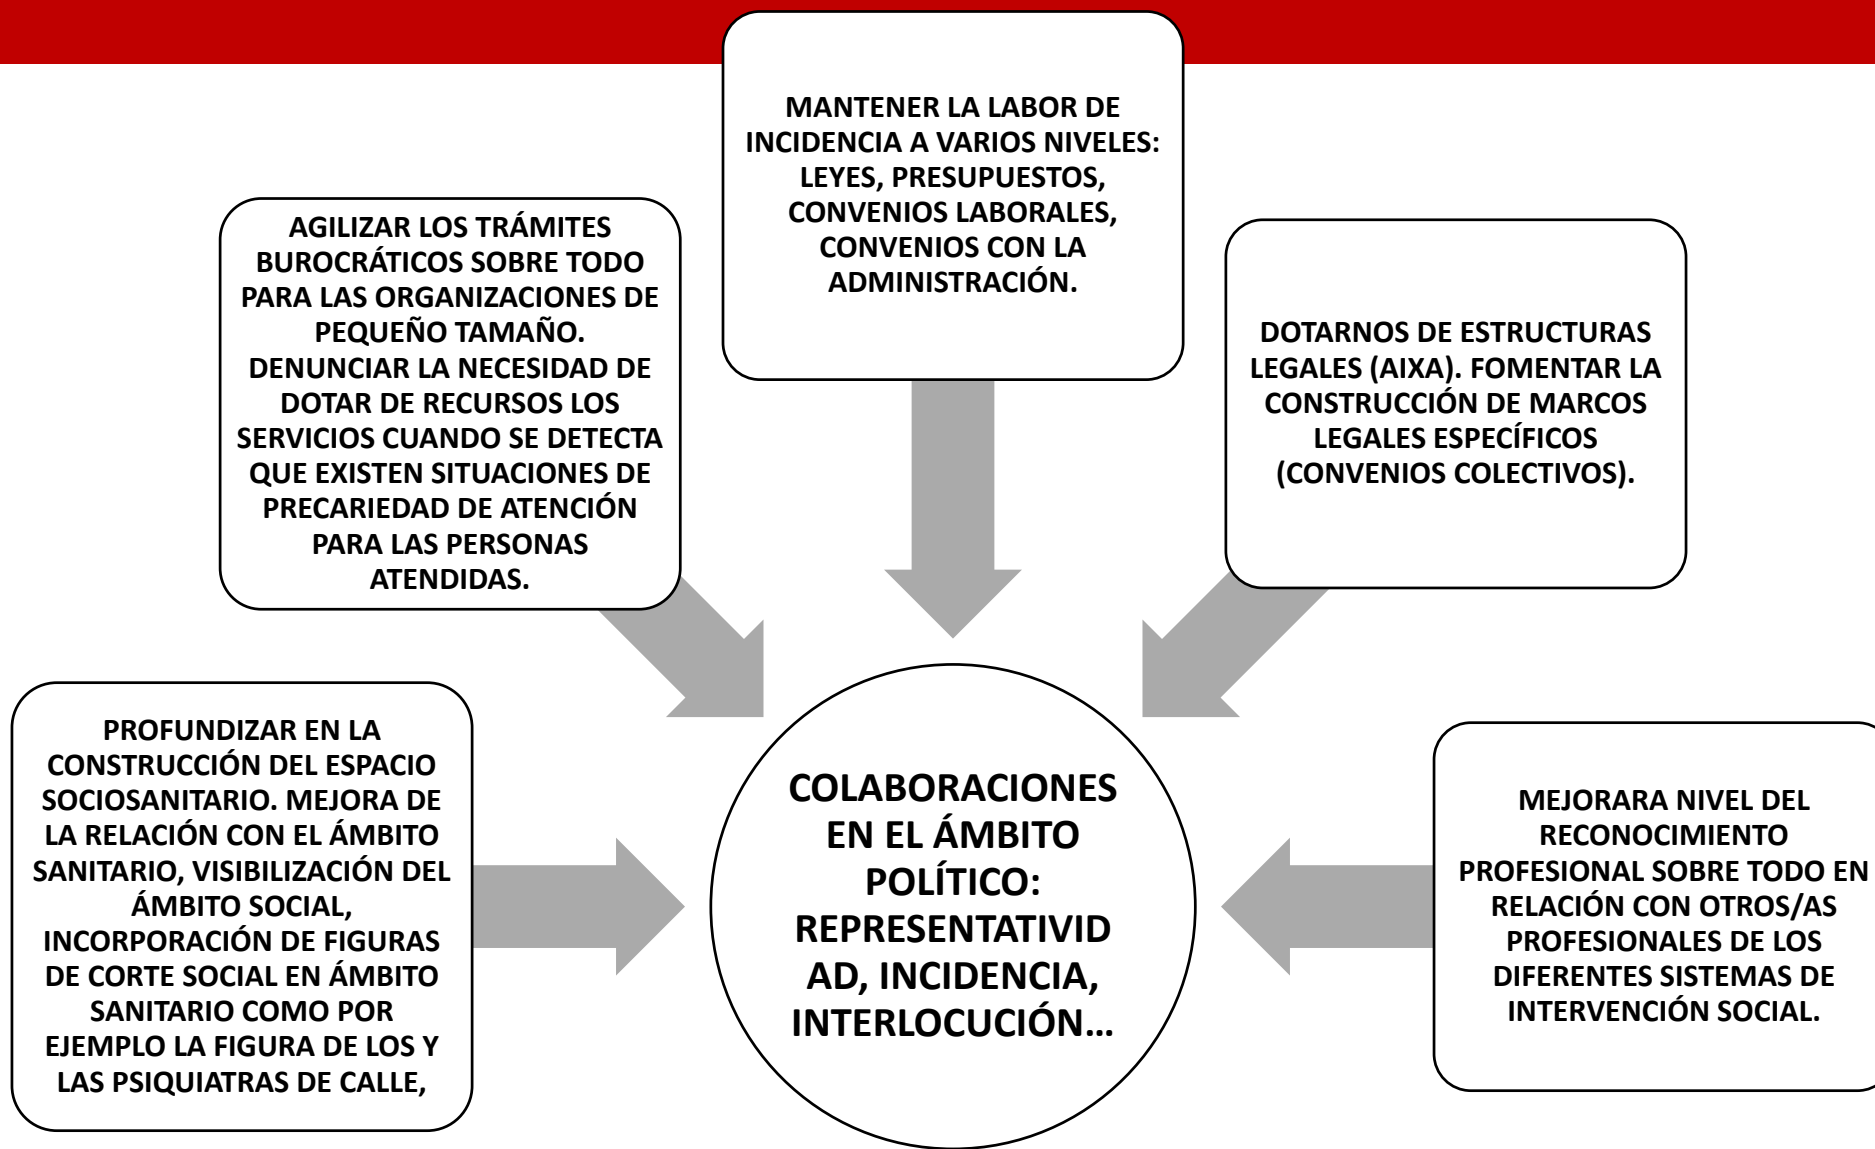 MANTENER LA LABOR DE
INCIDENCIA A VARIOS NIVELES:
LEYES, PRESUPUESTOS,
CONVENIOS LABORALES,
CONVENIOS CON LA
ADMINISTRACIÓN.
AGILIZAR LOS TRÁMITES
BUROCRÁTICOS SOBRE TODO
PARA LAS ORGANIZACIONES DE
PEQUEÑO TAMAÑO.
DENUNCIAR LA NECESIDAD DE
DOTAR DE RECURSOS LOS
SERVICIOS CUANDO SE DETECTA
QUE EXISTEN SITUACIONES DE
PRECARIEDAD DE ATENCIÓN
PARA LAS PERSONAS
ATENDIDAS.
DOTARNOS DE ESTRUCTURAS
LEGALES (AIXA). FOMENTAR LA
CONSTRUCCIÓN DE MARCOS
LEGALES ESPECÍFICOS
(CONVENIOS COLECTIVOS).
PROFUNDIZAR EN LA
CONSTRUCCIÓN DEL ESPACIO
SOCIOSANITARIO. MEJORA DE
LA RELACIÓN CON EL ÁMBITO
SANITARIO, VISIBILIZACIÓN DEL
ÁMBITO SOCIAL,
INCORPORACIÓN DE FIGURAS
DE CORTE SOCIAL EN ÁMBITO
SANITARIO COMO POR
EJEMPLO LA FIGURA DE LOS Y
LAS PSIQUIATRAS DE CALLE,
COLABORACIONES
EN EL ÁMBITO
POLÍTICO:
REPRESENTATIVID
AD, INCIDENCIA,
INTERLOCUCIÓN...
MEJORARA NIVEL DEL
RECONOCIMIENTO
PROFESIONAL SOBRE TODO EN
RELACIÓN CON OTROS/AS
PROFESIONALES DE LOS
DIFERENTES SISTEMAS DE
INTERVENCIÓN SOCIAL.